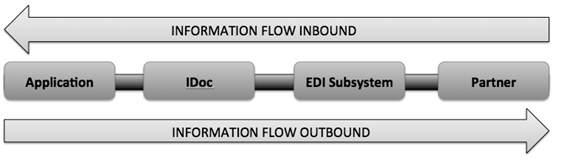 INFORMATION FLOW INBOUND
Application IDoc EDI Subsystem Partner
INFORMATION FLOW OUTBOUND